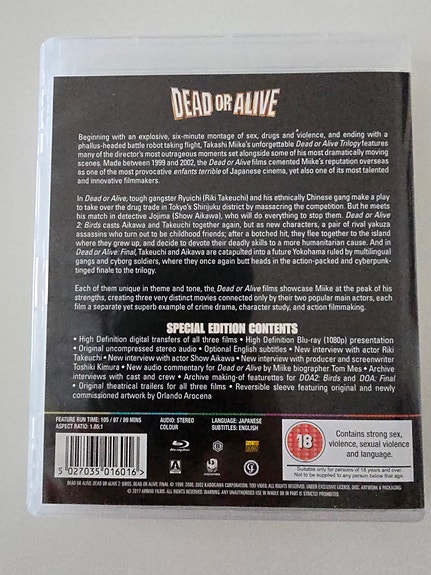 DEAD OR ALIVE
Beginning with an explosive, six-minute montage of sex, drugs and violence, and ending with a
phallus-headed battle robot taking flight, Takashi Miike's unforgettable Dead or Alive Trilogy features
many of the director's most outrageous moments set alongside some of his most dramatically moving
scenes. Made between 1999 and 2002, the Dead or Alive films cemented Miike's reputation overseas
as one of the most provocative enfants terrible of Japanese cinema, yet also one of its most talented
and innovative filmmakers.
In Dead or Alive, tough gangster Ryuichi (Riki Takeuchi) and his ethnically Chinese gang make a play
to take over the drug trade in Tokyo's Shinjuku district by massacring the competition. But he meets
his match in detective Jojima (Show Aikawa), who will do everything to stop them. Dead or Alive
2: Birds casts Aikawa and Takeuchi together again, but as new characters, a pair of rival yakuza
assassins who turn out to be childhood friends; after a botched hit, they flee together to the island
where they grew up, and decide to devote their deadly skills to a more humanitarian cause. And in
Dead or Alive: Final, Takeuchi and Aikawa are catapulted into a future Yokohama ruled by multilingual
gangs and cyborg soldiers, where they once again butt heads in the action-packed and cyberpunk-
tinged finale to the trilogy.
Each of them unique in theme and tone, the Dead or Alive films showcase Miike at the peak of his
strengths, creating three very distinct movies connected only by their two popular main actors, each
film a separate yet superb example of crime drama, character study, and action filmmaking.
SPECIAL EDITION CONTENTS
• High Definition digital transfers of all three films • High Definition Blu-ray (1080p) presentation
• Original uncompressed stereo audio • Optional English subtitles • New interview with actor Riki
Takeuchi • New interview with actor Show Aikawa • New interview with producer and screenwriter
Toshiki Kimura • New audio commentary for Dead or Alive by Miike biographer Tom Mes • Archive
interviews with cast and crew • Archive making-of featurettes for DOA2: Birds and DOA: Final
• Original theatrical trailers for all three films • Reversible sleeve featuring original and newly
commissioned artwork by Orlando Arocena
FEATURE RUN TIME: 105 / 97 / 89 MINS
ASPECT RATIO: 1.85:1
AUDIO: STEREO
COLOUR
LANGUAGE: JAPANESE
SUBTITLES: ENGLISH
5 027035 016016 >
ARROW
18
Contains strong sex,
violence, sexual violence
and language.
Suitable only for persons of 18 years and over.
Not to be supplied to any person below that age.